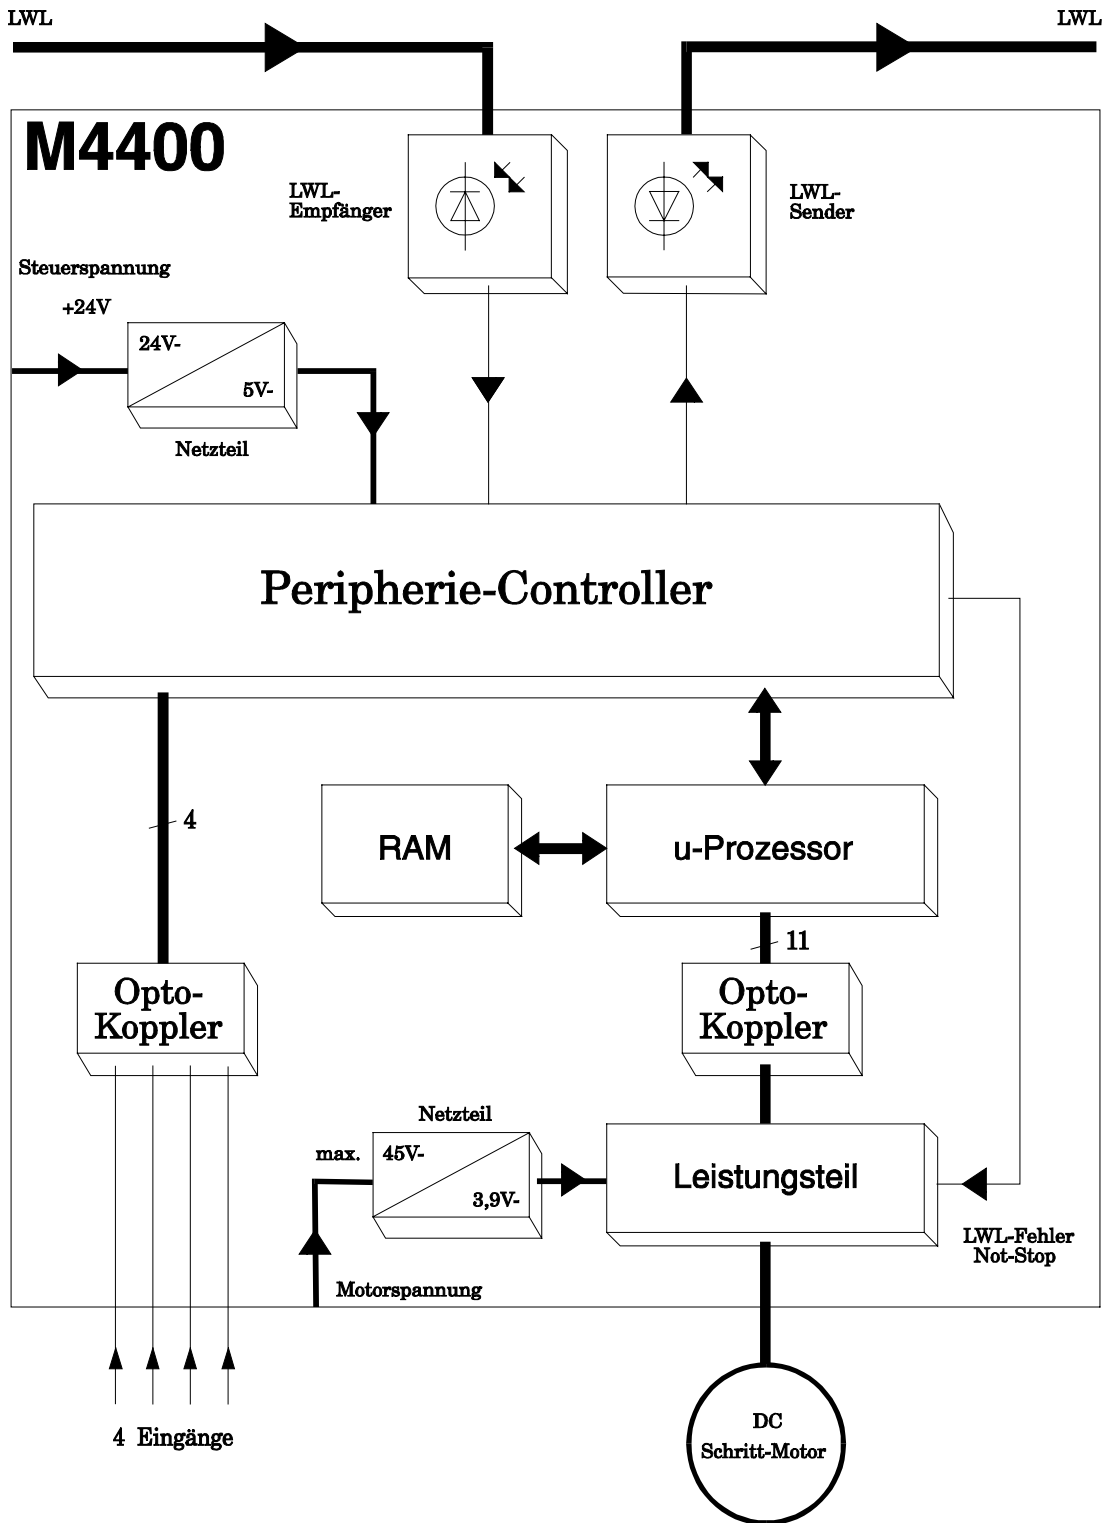 LWL
LWL
M4400
LWL-
Empfänger
LWL-
Sender
Steuerspannung
+24V
24V-
5V-
Netzteil
Peripherie-Controller
4
RAM
u-Prozessor
11
Opto-
Koppler
Opto-
Koppler
Netzteil
max.
45V-
3,9V-
Leistungsteil
LWL-Fehler
Not-Stop
Motorspannung
4 Eingänge
DC
Schritt-Motor